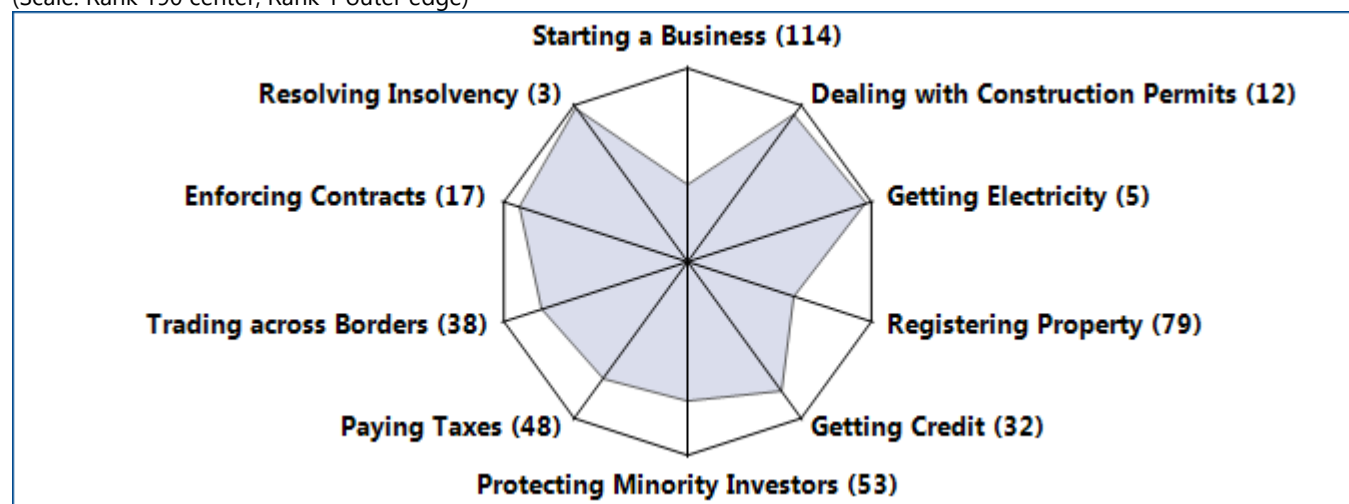 (Scale: Rank 190 center, Rank 1 outer edge)
Starting a Business (114)
Resolving Insolvency (3)
Dealing with Construction Permits (12)
Enforcing Contracts (17)
Getting Electricity (5)
Trading across Borders (38)
Registering Property (79)
Paying Taxes (48)
Getting Credit (32)
Protecting Minority Investors (53)